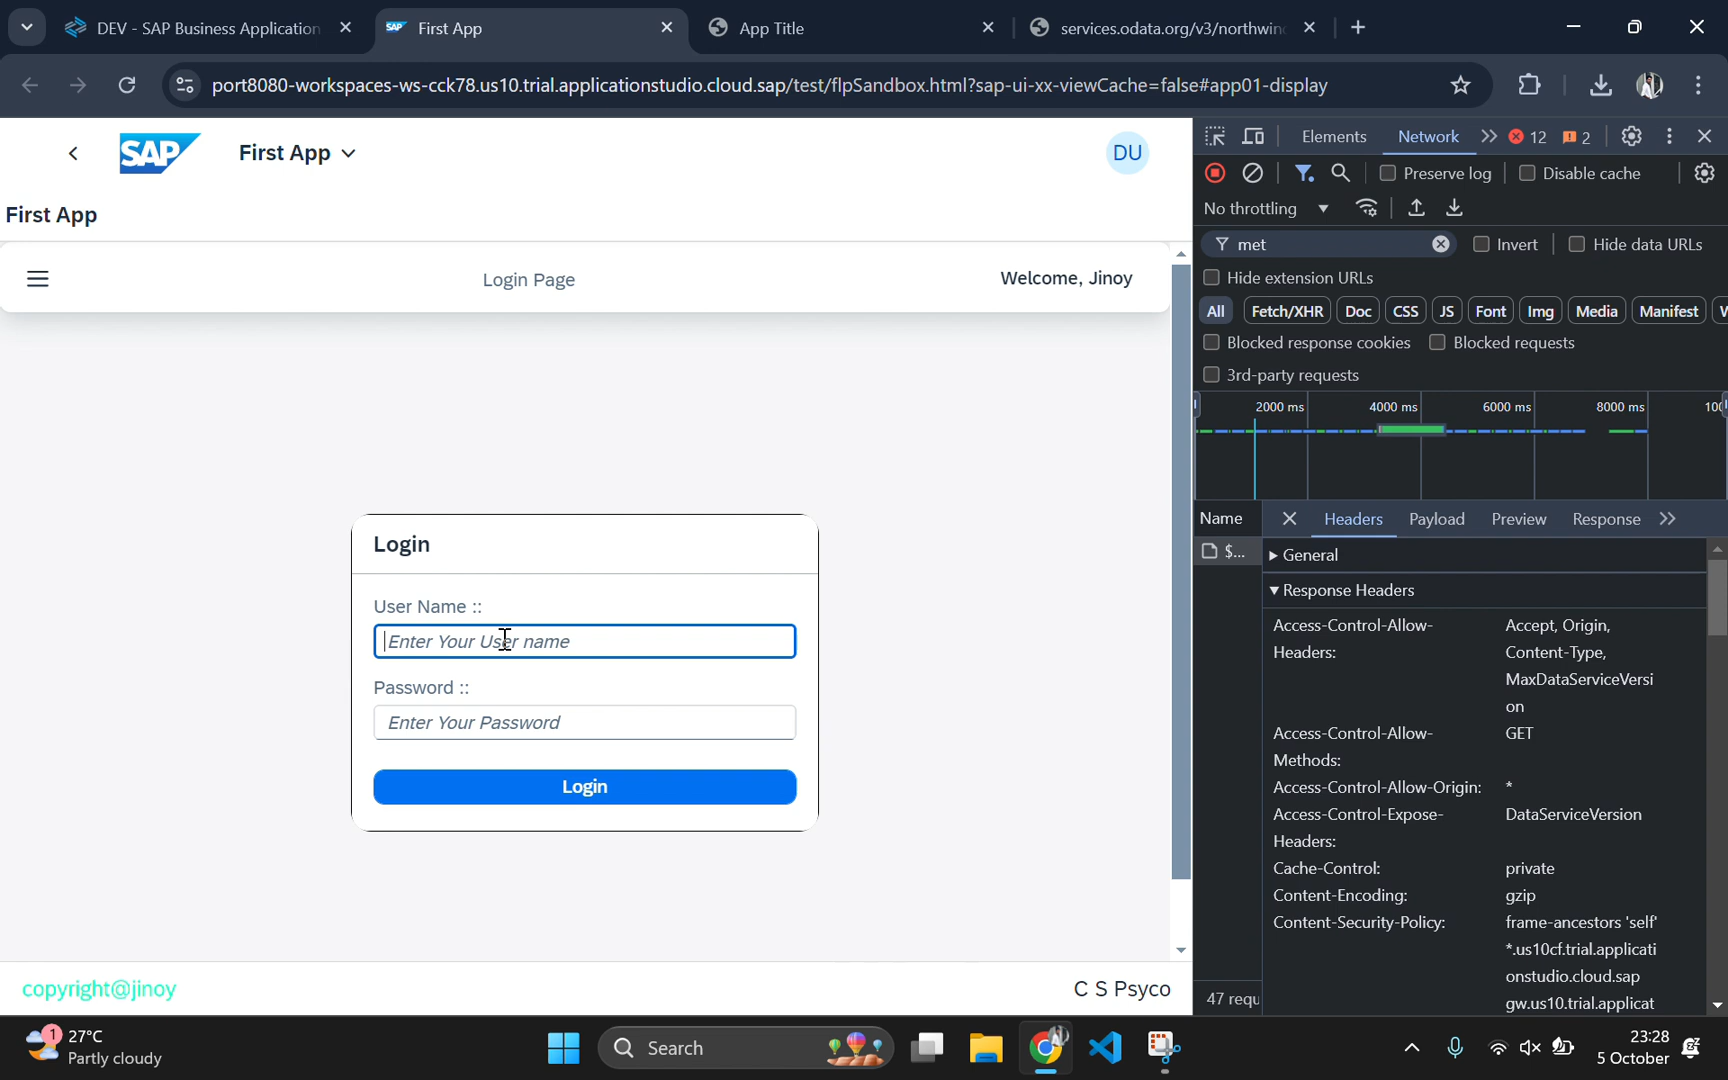 DEV - SAP Business Application
SAP First App
App Title
services.odata.org/v3/northwin
port8080-workspaces-ws-cck78.us10.trial.applicationstudio.cloud.sap/test/flpSandbox.html?sap-ui-xx-viewCache=false#app01-display
SAP First App DU
First App
Login Page
Welcome, Jinoy
Login
User Name ::
Enter Your User name
Password ::
Enter Your Password
Login
copyright@jinoy
C S Psyco
Elements Network 12 2
Preserve log Disable cache
No throttling
met Invert Hide data URLs
Hide extension URLs
All Fetch/XHR Doc CSS JS Font Img Media Manifest
Blocked response cookies Blocked requests
3rd-party requests
2000 ms 4000 ms 6000 ms 8000 ms
Name Headers Payload Preview Response
$... General
Response Headers
Access-Control-Allow- Accept, Origin,
Headers: Content-Type,
MaxDataServiceVersi
on
Access-Control-Allow- GET
Methods:
Access-Control-Allow-Origin: *
Access-Control-Expose- DataServiceVersion
Headers:
Cache-Control: private
Content-Encoding: gzip
Content-Security-Policy: frame-ancestors 'self'
*.us10cf.trial.applicati
onstudio.cloud.sap
47 requ gw.us10.trial.applicat
1 27°C
Partly cloudy
Search
23:28
5 October